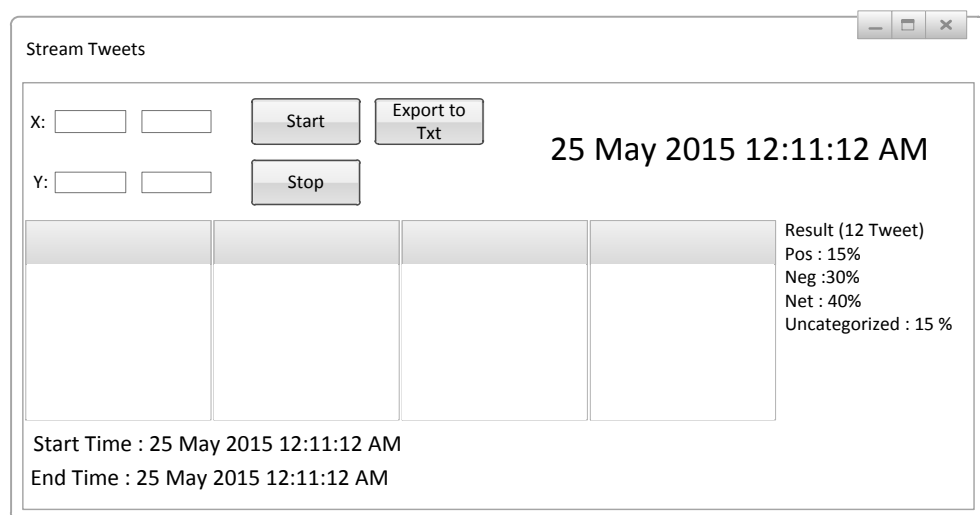 Stream Tweets
X:
Start
Export to
Txt
25 May 2015 12:11:12 AM
Y:
Stop
Result (12 Tweet)
Pos : 15%
Neg :30%
Net : 40%
Uncategorized : 15 %
Start Time : 25 May 2015 12:11:12 AM
End Time : 25 May 2015 12:11:12 AM